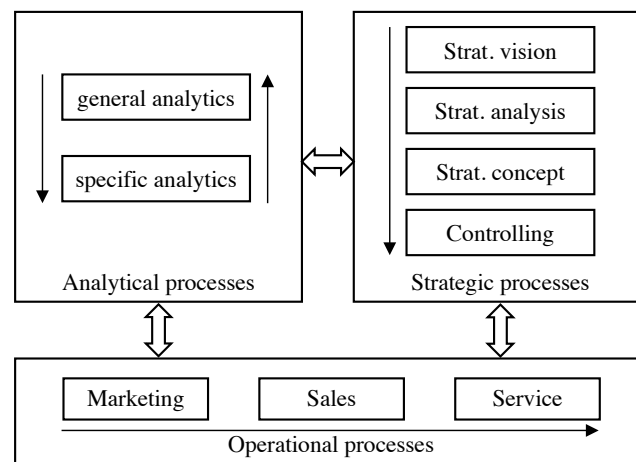 general analytics
specific analytics
Analytical processes
Strat. vision
Strat. analysis
Strat. concept
Controlling
Strategic processes
Marketing
Sales
Service
Operational processes